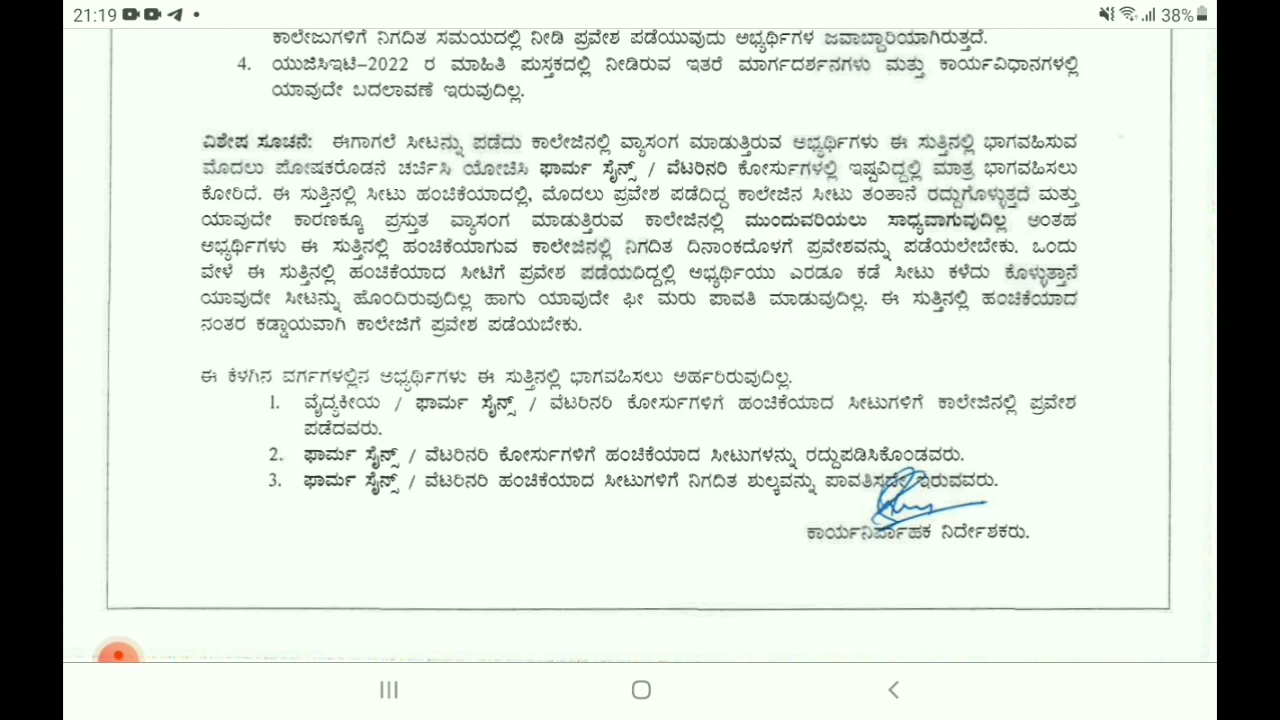 21:19
38%
ಕಾಲೇಜುಗಳಿಗೆ ನಿಗದಿತ ಸಮಯದಲ್ಲಿ ನೀಡಿ ಪ್ರವೇಶ ಪಡೆಯುವುದು ಅಭ್ಯರ್ಥಿಗಳ ಜವಾಬ್ದಾರಿಯಾಗಿರುತ್ತದೆ.
4. ಯುಜಿಸಿಇಟಿ–2022 ರ ಮಾಹಿತಿ ಪುಸ್ತಕದಲ್ಲಿ ನೀಡಿರುವ ಇತರೆ ಮಾರ್ಗದರ್ಶನಗಳು ಮತ್ತು ಕಾರ್ಯವಿಧಾನಗಳಲ್ಲಿ
ಯಾವುದೇ ಬದಲಾವಣೆ ಇರುವುದಿಲ್ಲ.
ವಿಶೇಷ ಸೂಚನೆ: ಈಗಾಗಲೆ ಸೀಟನ್ನು ಪಡೆದು ಕಾಲೇಜಿನಲ್ಲಿ ವ್ಯಾಸಂಗ ಮಾಡುತ್ತಿರುವ ಅಭ್ಯರ್ಥಿಗಳು ಈ ಸುತ್ತಿನಲ್ಲಿ ಭಾಗವಹಿಸುವ
ಮೊದಲು ಪೋಷಕರೊಡನೆ ಚರ್ಚಿಸಿ ಯೋಚಿಸಿ ಫಾರ್ಮ ಸೈನ್ಸ್ / ವೆಟರಿನರಿ ಕೋರ್ಸುಗಳಲ್ಲಿ ಇಷ್ಟವಿದ್ದಲ್ಲಿ ಮಾತ್ರ ಭಾಗವಹಿಸಲು
ಕೋರಿದೆ. ಈ ಸುತ್ತಿನಲ್ಲಿ ಸೀಟು ಹಂಚಿಕೆಯಾದಲ್ಲಿ, ಮೊದಲು ಪ್ರವೇಶ ಪಡೆದಿದ್ದ ಕಾಲೇಜಿನ ಸೀಟು ತಂತಾನೆ ರದ್ದುಗೊಳ್ಳುತ್ತದೆ ಮತ್ತು
ಯಾವುದೇ ಕಾರಣಕ್ಕೂ ಪ್ರಸ್ತುತ ವ್ಯಾಸಂಗ ಮಾಡುತ್ತಿರುವ ಕಾಲೇಜಿನಲ್ಲಿ ಮುಂದುವರಿಯಲು ಸಾಧ್ಯವಾಗುವುದಿಲ್ಲ ಅಂತಹ
ಅಭ್ಯರ್ಥಿಗಳು ಈ ಸುತ್ತಿನಲ್ಲಿ ಹಂಚಿಕೆಯಾಗುವ ಕಾಲೇಜಿನಲ್ಲಿ ನಿಗದಿತ ದಿನಾಂಕದೊಳಗೆ ಪ್ರವೇಶವನ್ನು ಪಡೆಯಲೇಬೇಕು. ಒಂದು
ವೇಳೆ ಈ ಸುತ್ತಿನಲ್ಲಿ ಹಂಚಿಕೆಯಾದ ಸೀಟಿಗೆ ಪ್ರವೇಶ ಪಡೆಯದಿದ್ದಲ್ಲಿ ಅಭ್ಯರ್ಥಿಯು ಎರಡೂ ಕಡೆ ಸೀಟು ಕಳೆದು ಕೊಳ್ಳುತ್ತಾನೆ
ಯಾವುದೇ ಸೀಟನ್ನು ಹೊಂದಿರುವುದಿಲ್ಲ ಹಾಗು ಯಾವುದೇ ಫೀ ಮರು ಪಾವತಿ ಮಾಡುವುದಿಲ್ಲ. ಈ ಸುತ್ತಿನಲ್ಲಿ ಹಂಚಿಕೆಯಾದ
ನಂತರ ಕಡ್ಡಾಯವಾಗಿ ಕಾಲೇಜಿಗೆ ಪ್ರವೇಶ ಪಡೆಯಬೇಕು.
ಈ ಕೆಳಗಿನ ವರ್ಗಗಳಲ್ಲಿನ ಅಭ್ಯರ್ಥಿಗಳು ಈ ಸುತ್ತಿನಲ್ಲಿ ಭಾಗವಹಿಸಲು ಅರ್ಹರಿರುವುದಿಲ್ಲ.
1. ವೈದ್ಯಕೀಯ / ಫಾರ್ಮ ಸೈನ್ಸ್ / ವೆಟರಿನರಿ ಕೋರ್ಸುಗಳಿಗೆ ಹಂಚಿಕೆಯಾದ ಸೀಟುಗಳಿಗೆ ಕಾಲೇಜಿನಲ್ಲಿ ಪ್ರವೇಶ
ಪಡೆದವರು.
2. ಫಾರ್ಮ ಸೈನ್ಸ್ / ವೆಟರಿನರಿ ಕೋರ್ಸುಗಳಿಗೆ ಹಂಚಿಕೆಯಾದ ಸೀಟುಗಳನ್ನು ರದ್ದುಪಡಿಸಿಕೊಂಡವರು.
3. ಫಾರ್ಮ ಸೈನ್ಸ್ / ವೆಟರಿನರಿ ಹಂಚಿಕೆಯಾದ ಸೀಟುಗಳಿಗೆ ನಿಗದಿತ ಶುಲ್ಕವನ್ನು ಪಾವತಿಸದೇ ಇರುವವರು.
ಕಾರ್ಯನಿರ್ವಾಹಕ ನಿರ್ದೇಶಕರು.